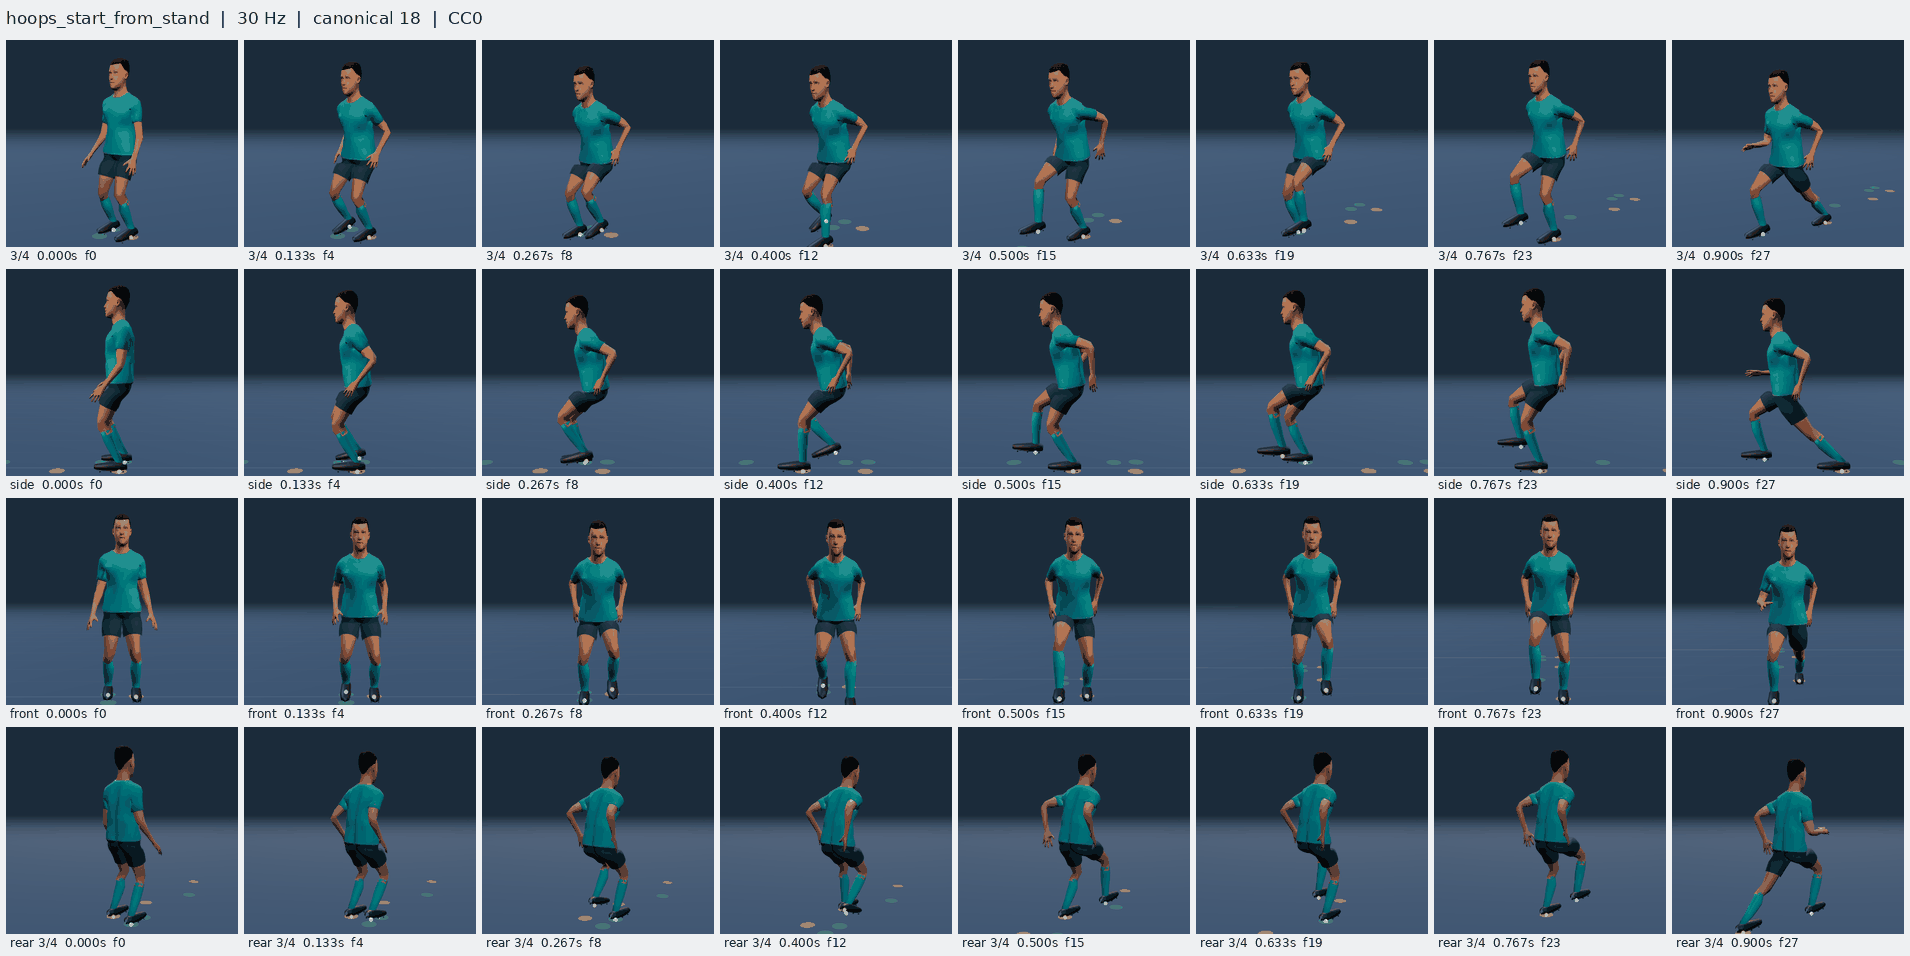 hoops_start_from_stand | 30 Hz | canonical 18 | CC0
3/4 0.000s f0
3/4 0.133s f4
3/4 0.267s f8
3/4 0.400s f12
3/4 0.500s f15
3/4 0.633s f19
3/4 0.767s f23
3/4 0.900s f27
side 0.000s f0
side 0.133s f4
side 0.267s f8
side 0.400s f12
side 0.500s f15
side 0.633s f19
side 0.767s f23
side 0.900s f27
front 0.000s f0
front 0.133s f4
front 0.267s f8
front 0.400s f12
front 0.500s f15
front 0.633s f19
front 0.767s f23
front 0.900s f27
rear 3/4 0.000s f0
rear 3/4 0.133s f4
rear 3/4 0.267s f8
rear 3/4 0.400s f12
rear 3/4 0.500s f15
rear 3/4 0.633s f19
rear 3/4 0.767s f23
rear 3/4 0.900s f27